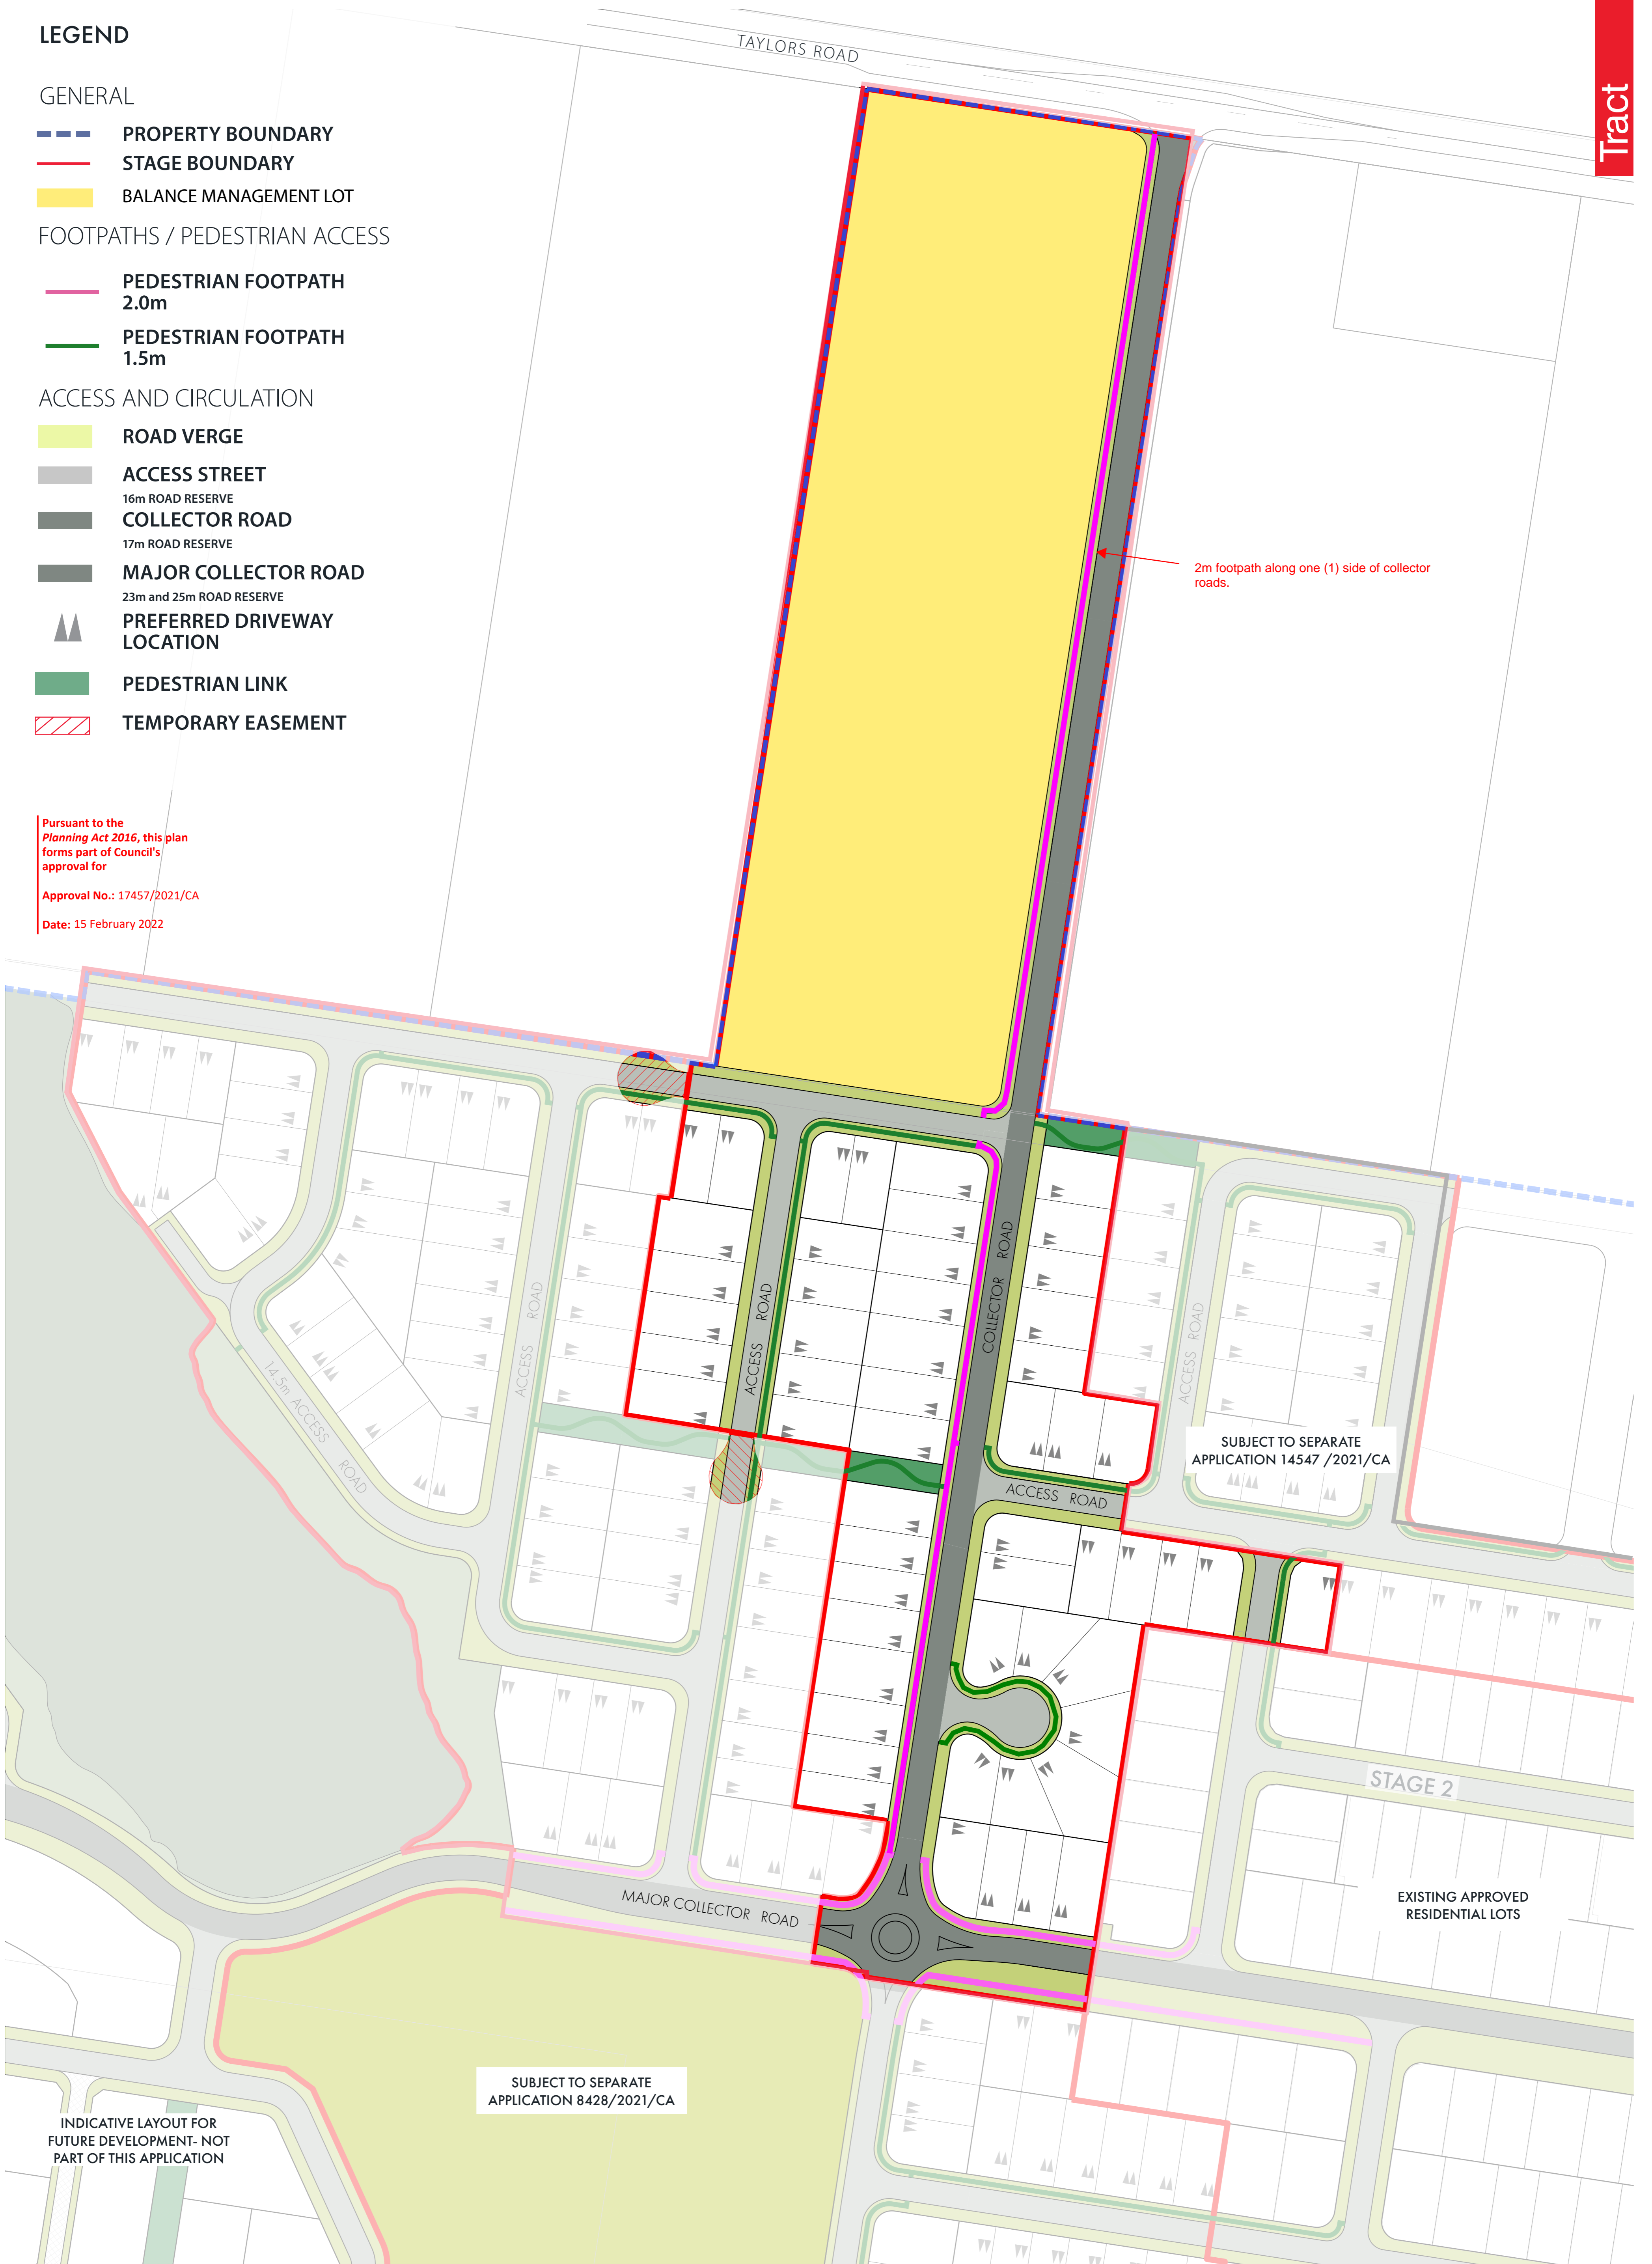 LEGEND
GENERAL
PROPERTY BOUNDARY
STAGE BOUNDARY
BALANCE MANAGEMENT LOT
FOOTPATHS / PEDESTRIAN ACCESS
PEDESTRIAN FOOTPATH
2.0m
PEDESTRIAN FOOTPATH
1.5m
ACCESS AND CIRCULATION
ROAD VERGE
ACCESS STREET
16m ROAD RESERVE
COLLECTOR ROAD
17m ROAD RESERVE
MAJOR COLLECTOR ROAD
23m and 25m ROAD RESERVE
PREFERRED DRIVEWAY
LOCATION
PEDESTRIAN LINK
TEMPORARY EASEMENT
Pursuant to the
Planning Act 2016, this plan
forms part of Council's
approval for
Approval No.: 17457/2021/CA
Date: 15 February 2022
TAYLORS ROAD
Tract
2m footpath along one (1) side of collector
roads.
COLLECTOR ROAD
ACCESS ROAD
ACCESS ROAD
ACCESS ROAD
14.5m ACCESS ROAD
SUBJECT TO SEPARATE
APPLICATION 14547 /2021/CA
ACCESS ROAD
STAGE 2
MAJOR COLLECTOR ROAD
EXISTING APPROVED
RESIDENTIAL LOTS
SUBJECT TO SEPARATE
APPLICATION 8428/2021/CA
INDICATIVE LAYOUT FOR
FUTURE DEVELOPMENT- NOT
PART OF THIS APPLICATION